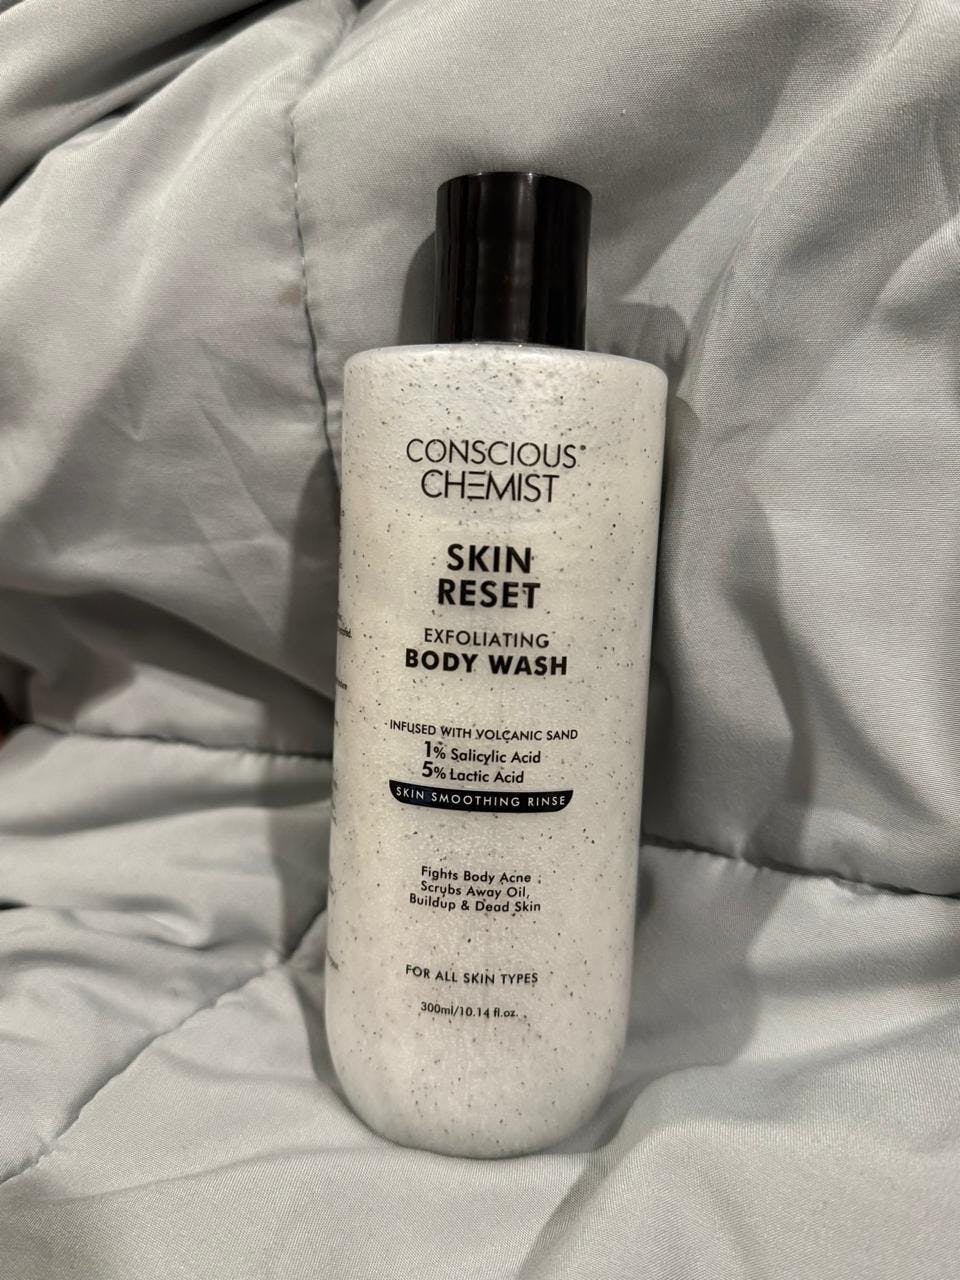 CONSCIOUS®
CHEMIST
SKIN
RESET
EXFOLIATING
BODY WASH
INFUSED WITH VOLCANIC SAND
1% Salicylic Acid
5% Lactic Acid
SKIN SMOOTHING RINSE
Fights Body Acne
Scrubs Away Oil,
Buildup & Dead Skin
FOR ALL SKIN TYPES
300ml/10.14 fl.oz.